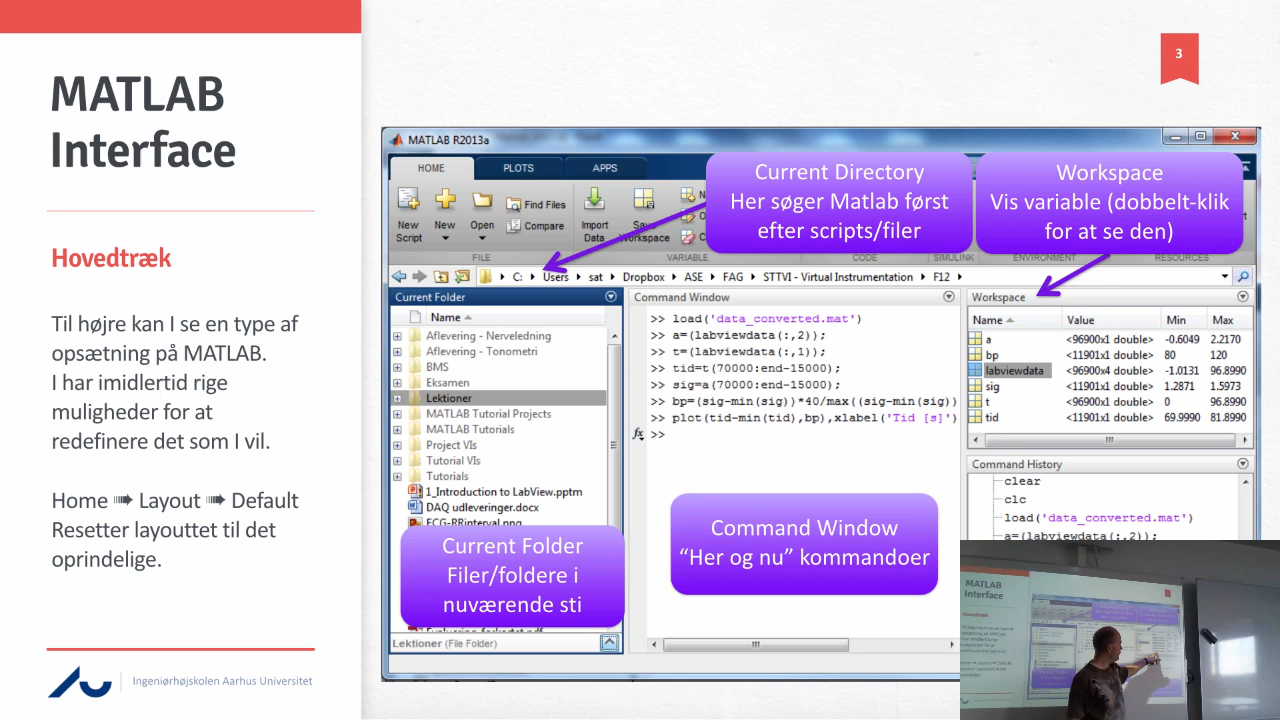 MATLAB
Interface
Hovedtræk
Til højre kan I se en type af
opsætning på MATLAB.
I har imidlertid rige
muligheder for at
redefinere det som I vil.
Home ➠ Layout ➠ Default
Resetter layouttet til det
oprindelige.
Ingeniørhøjskolen Aarhus Universitet
3
MATLAB R2013a
HOME PLOTS APPS
Current Directory
Her søger Matlab først
efter scripts/filer
Workspace
Vis variable (dobbelt-klik
for at se den)
New
Script
New
Open
Find Files
Compare
Import
Data
Workspace
FILE VARIABLE CODE SIMULINK ENVIRONMENT RESOURCES
C: Users sat Dropbox ASE FAG STTVI - Virtual Instrumentation F12
Current Folder
Name
Aflevering - Nerveledning
Aflevering - Tonometri
BMS
Eksamen
Lektioner
MATLAB Tutorial Projects
MATLAB Tutorials
Project VIs
Tutorial VIs
Tutorials
1_Introduction to LabView.pptm
DAQ udleveringer.docx
ECG-RRinterval.png
Current Folder
Filer/foldere i
nuværende sti
Lektioner (File Folder)
Command Window
>> load('data_converted.mat')
>> a=(labviewdata(:,2));
>> t=(labviewdata(:,1));
>> tid=t(70000:end-15000);
>> sig=a(70000:end-15000);
>> bp=(sig-min(sig))*40/max((sig-min(sig))
>> plot(tid-min(tid),bp),xlabel('Tid [s]')
fx >>
Command Window
“Her og nu” kommandoer
Workspace
Name Value Min Max
a <96900x1 double> -0.6049 2.2170
bp <11901x1 double> 80 120
labviewdata <96900x4 double> -1.0131 96.8990
sig <11901x1 double> 1.2871 1.5973
t <96900x1 double> 0 96.8990
tid <11901x1 double> 69.9990 81.8990
Command History
clear
clc
load('data_converted.mat')
a=(labviewdata(:,2));
MATLAB
Interface
Hovedtræk